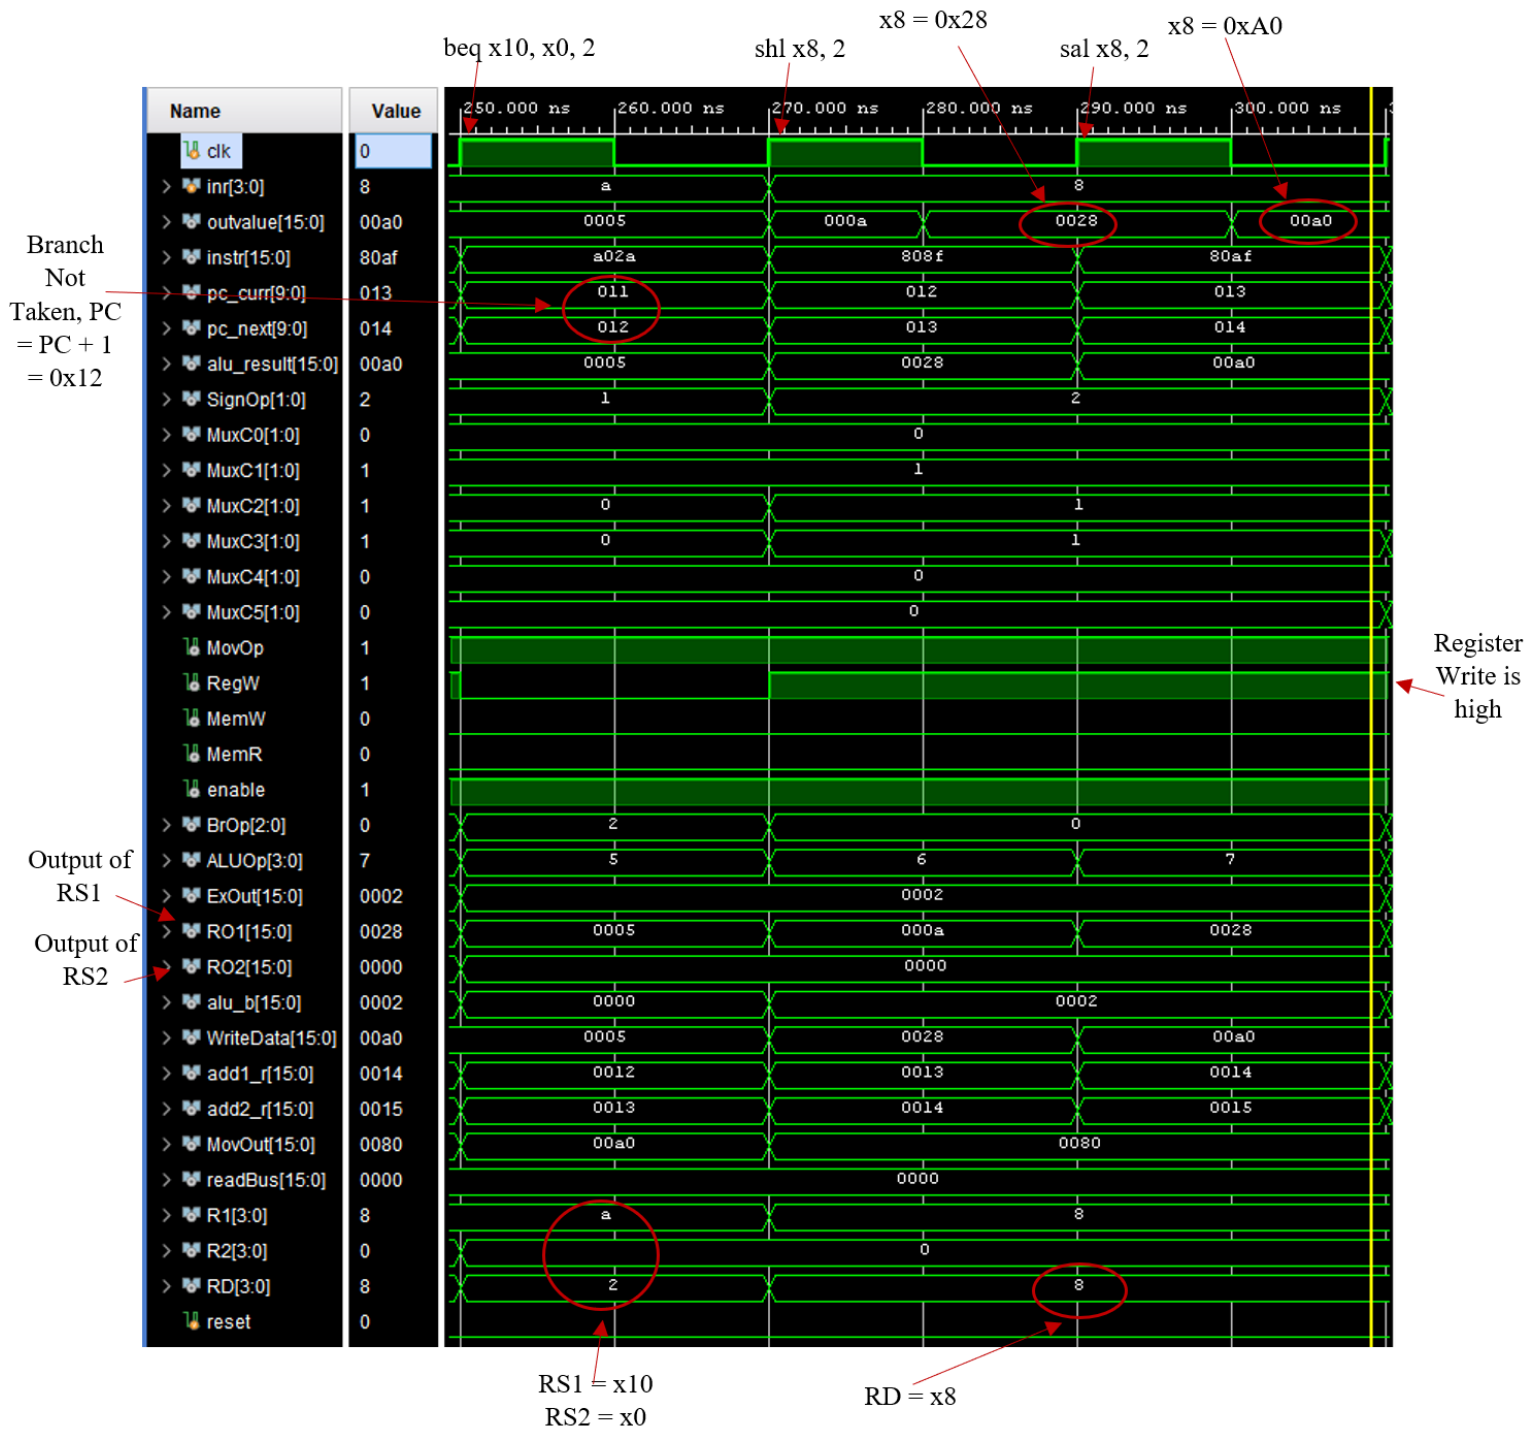 x8 = 0x28
x8 = 0xA0
beq x10, x0, 2
shl x8, 2
sal x8, 2
Name Value 250.000 ns 260.000 ns 270.000 ns 280.000 ns 290.000 ns 300.000 ns
clk 0
inr[3:0] 8 a 8
outvalue[15:0] 00a0 0005 000a 0028 00a0
instr[15:0] 80af a02a 808f 80af
pc_curr[9:0] 013 011 012 013
pc_next[9:0] 014 012 013 014
alu_result[15:0] 00a0 0005 0028 00a0
SignOp[1:0] 2 1 2
MuxC0[1:0] 0 0
MuxC1[1:0] 1 1
MuxC2[1:0] 1 0 1
MuxC3[1:0] 1 0 1
MuxC4[1:0] 0 0
MuxC5[1:0] 0 0
MovOp 1
RegW 1
MemW 0
MemR 0
enable 1
BrOp[2:0] 0 2 0
ALUOp[3:0] 7 5 6 7
ExOut[15:0] 0002 0002
RO1[15:0] 0028 0005 000a 0028
RO2[15:0] 0000 0000
alu_b[15:0] 0002 0000 0002
WriteData[15:0] 00a0 0005 0028 00a0
add1_r[15:0] 0014 0012 0013 0014
add2_r[15:0] 0015 0013 0014 0015
MovOut[15:0] 0080 00a0 0080
readBus[15:0] 0000 0000
R1[3:0] 8 a 8
R2[3:0] 0 0
RD[3:0] 8 2 8
reset 0
Branch
Not
Taken, PC
= PC + 1
= 0x12
Output of
RS1
Output of
RS2
Register
Write is
high
RS1 = x10
RS2 = x0
RD = x8